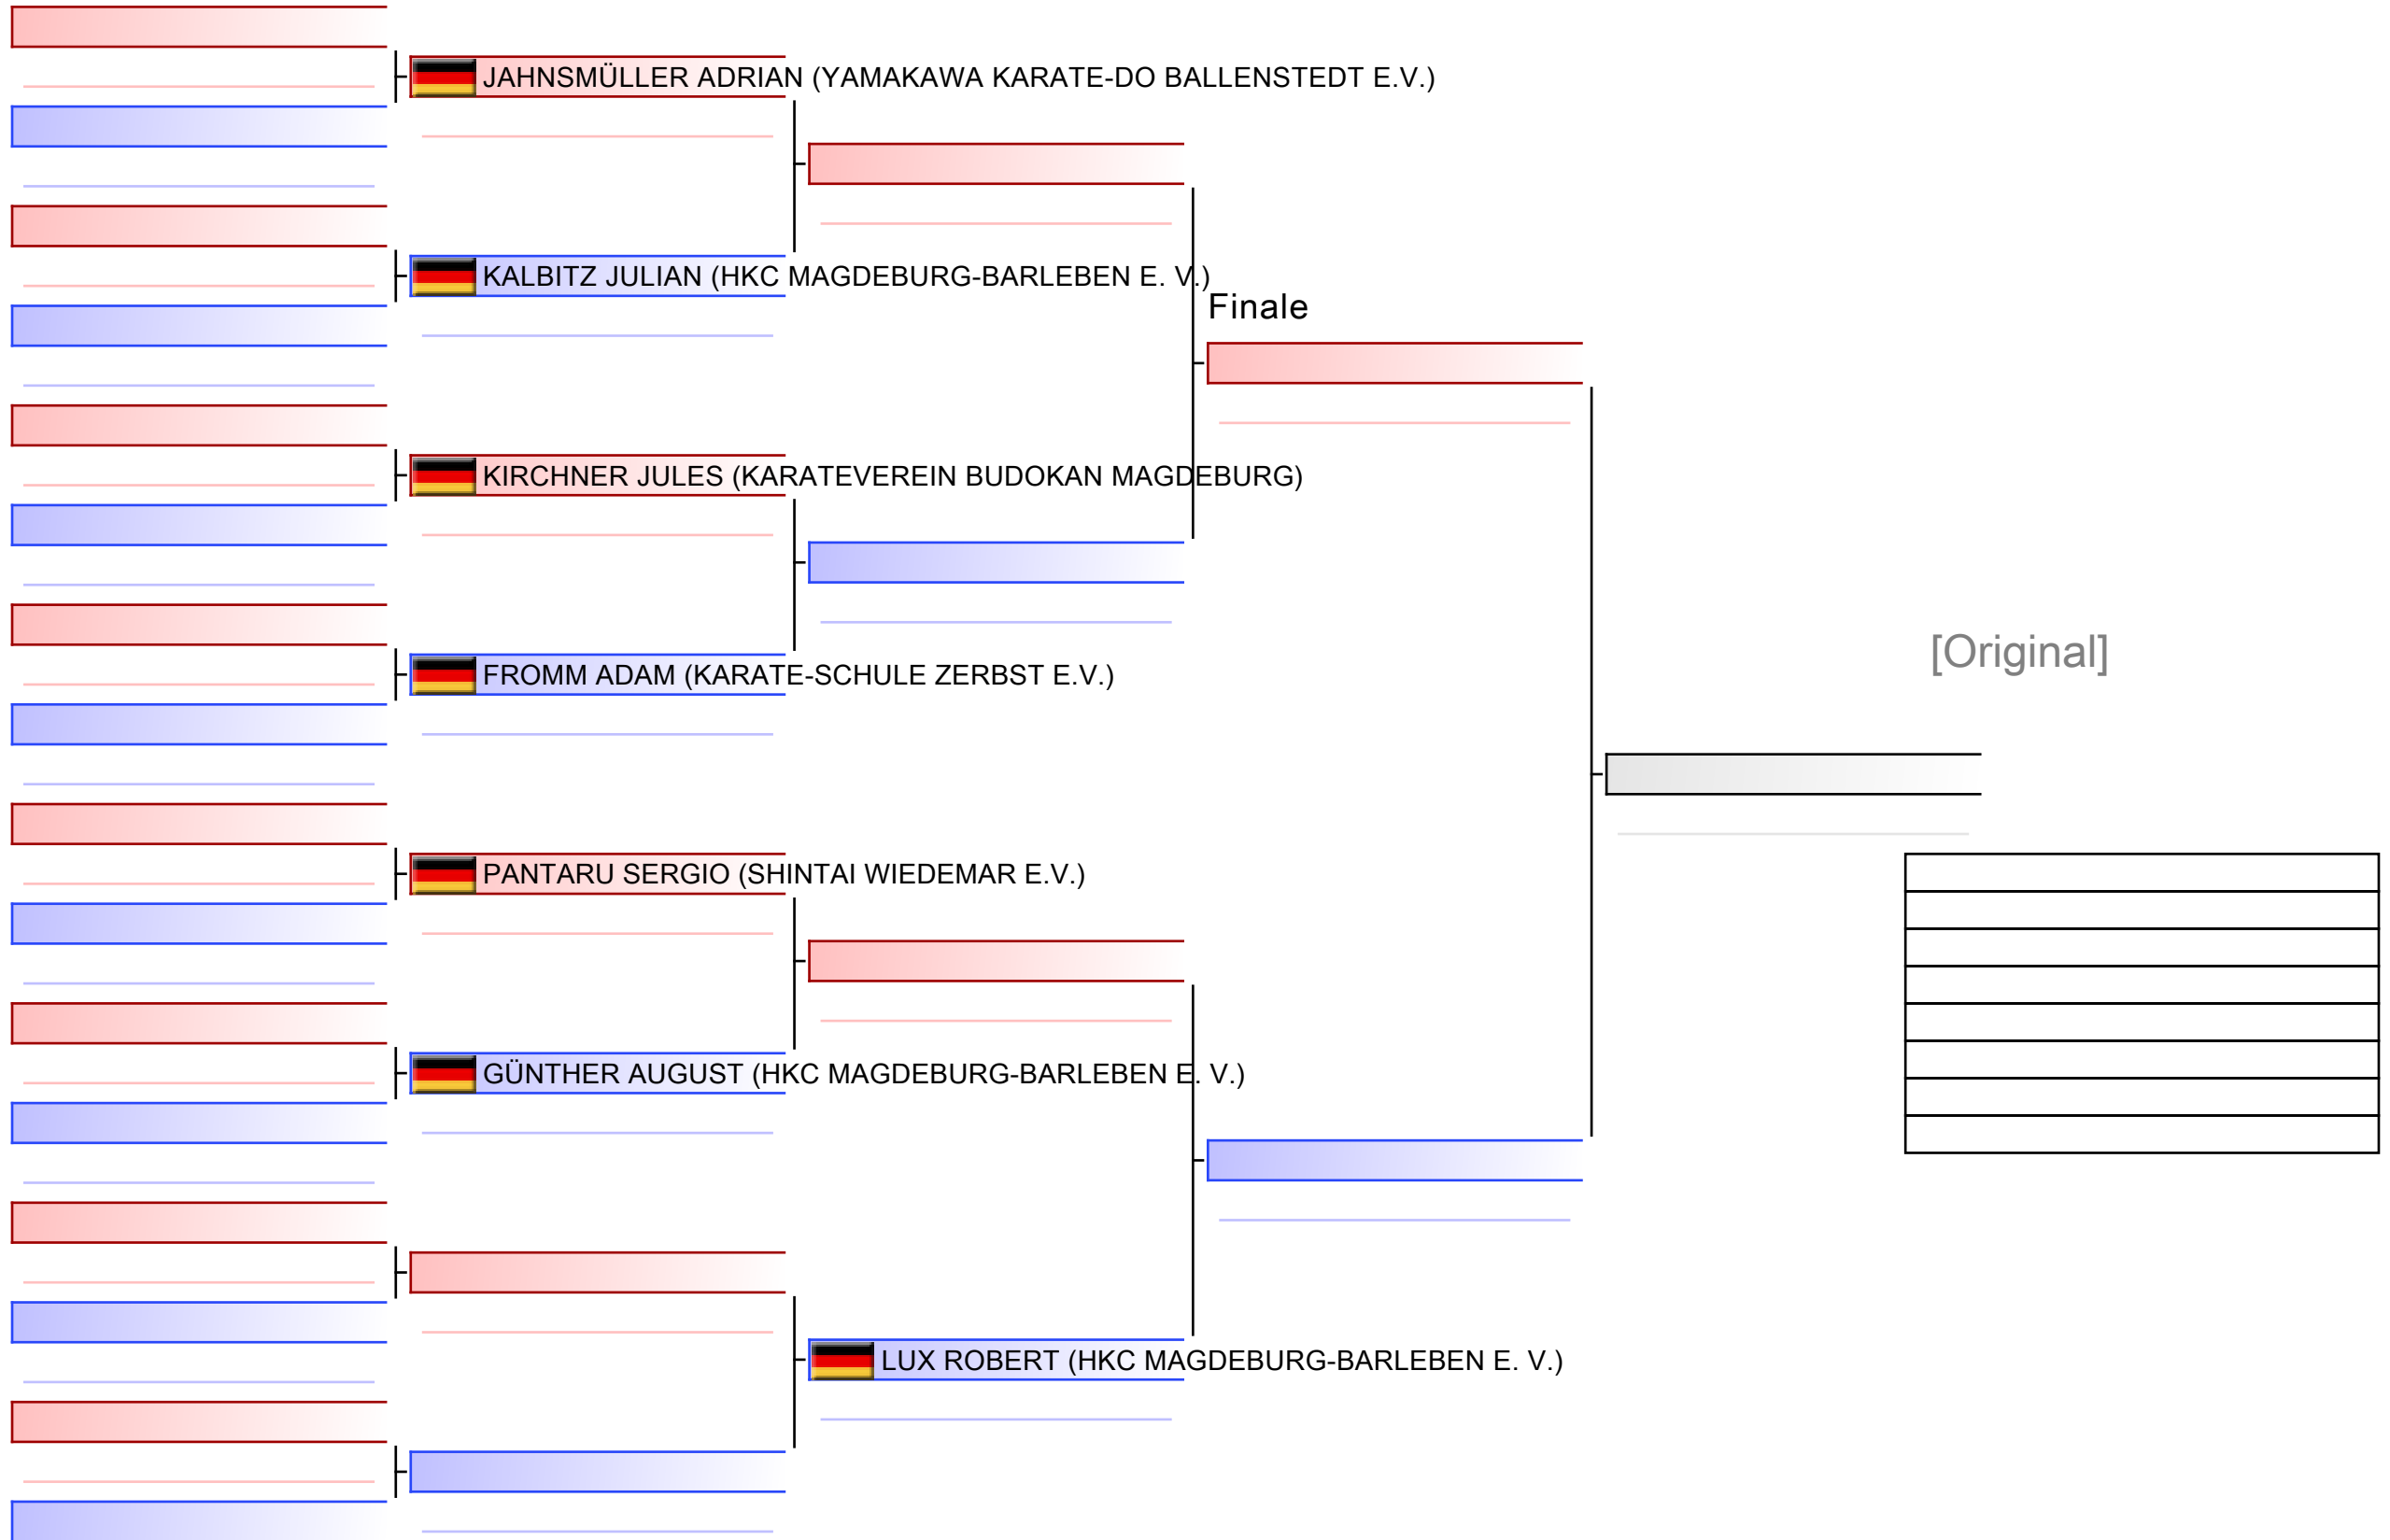 JAHNSMÜLLER ADRIAN (YAMAKAWA KARATE-DO BALLENSTEDT E.V.)
KALBITZ JULIAN (HKC MAGDEBURG-BARLEBEN E. V.)
Finale
KIRCHNER JULES (KARATEVEREIN BUDOKAN MAGDEBURG)
[Original]
FROMM ADAM (KARATE-SCHULE ZERBST E.V.)
PANTARU SERGIO (SHINTAI WIEDEMAR E.V.)
GÜNTHER AUGUST (HKC MAGDEBURG-BARLEBEN E. V.)
LUX ROBERT (HKC MAGDEBURG-BARLEBEN E. V.)